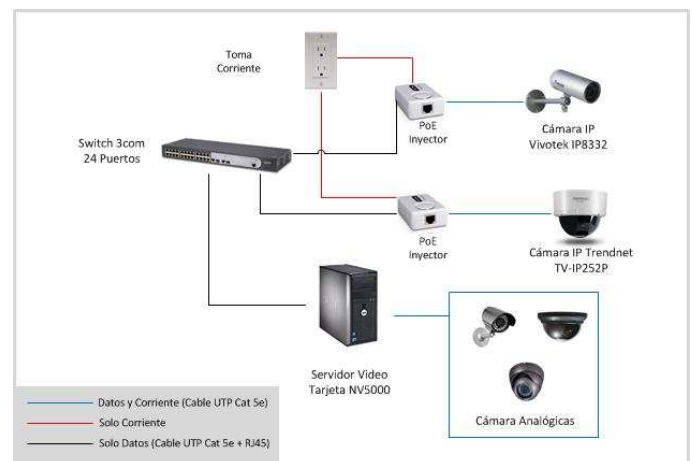 Toma
Corriente
PoE
Inyector
Cámara IP
Vivotek IP8332
Switch 3com
24 Puertos
PoE
Inyector
Cámara IP Trendnet
TV-IP252P
Servidor Video
Tarjeta NV5000
Cámara Analógicas
Datos y Corriente (Cable UTP Cat 5e)
Solo Corriente
Solo Datos (Cable UTP Cat 5e + RJ45)